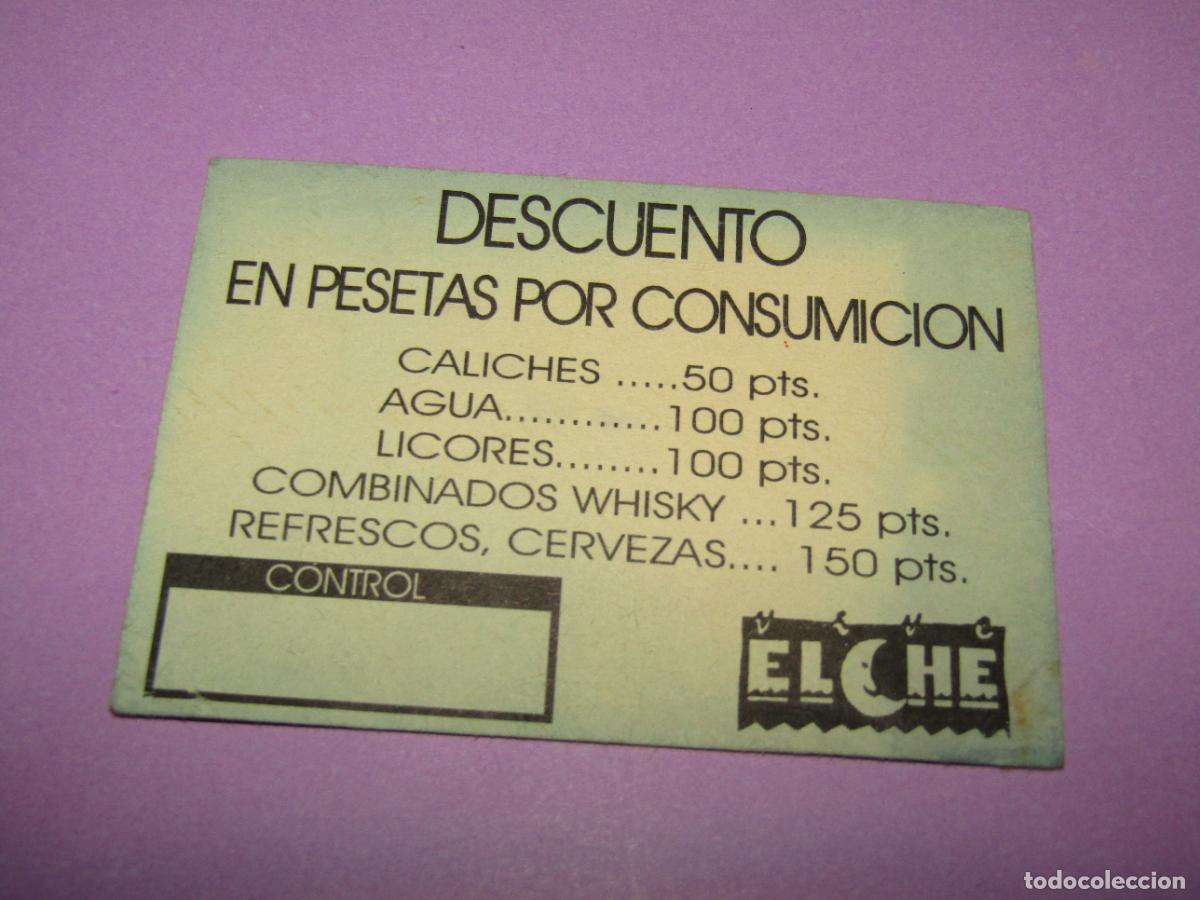 DESCUENTO
EN PESETAS POR CONSUMICION
CALICHES .....50 pts.
AGUA............100 pts.
LICORES........100 pts.
COMBINADOS WHISKY ...125 pts.
REFRESCOS, CERVEZAS.... 150 pts.
CONTROL
VIVE
ELCHE
todocoleccion